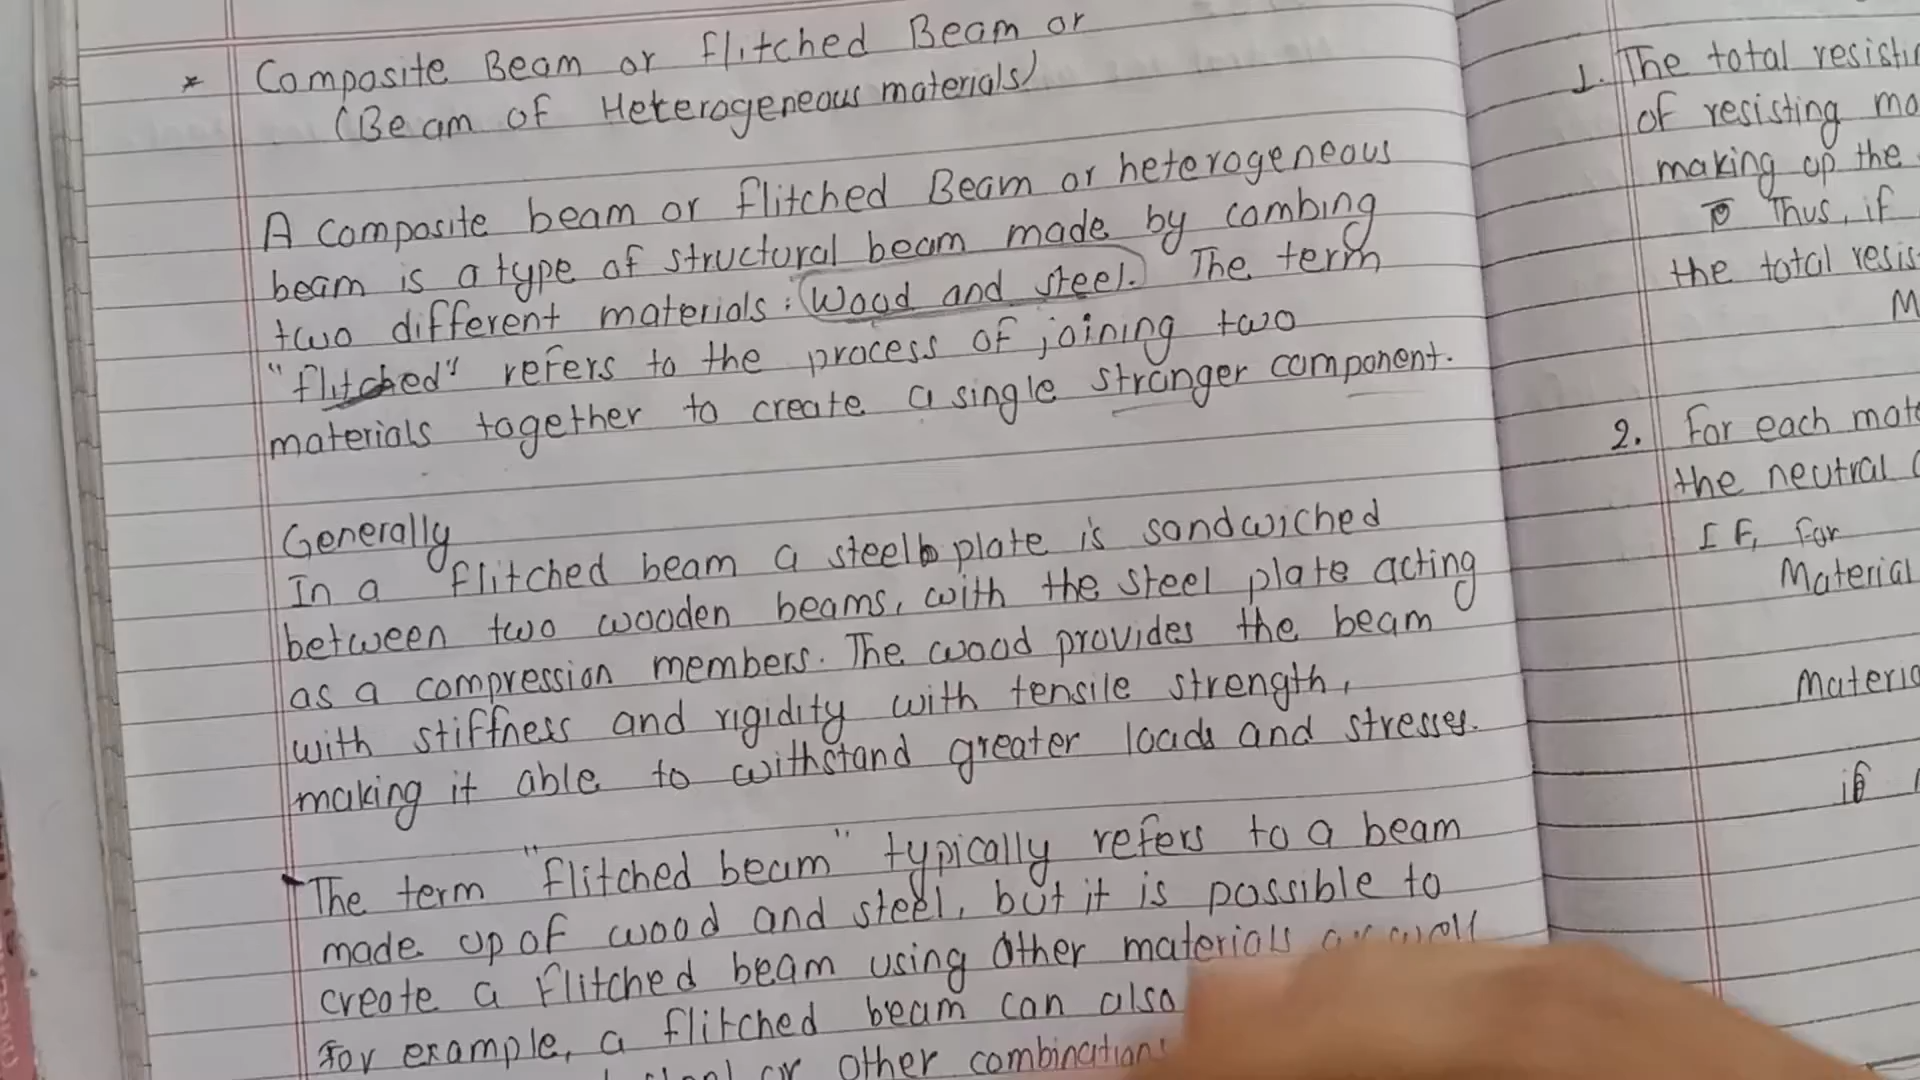 * Composite Beam or flitched Beam or
(Beam of Heterogeneous materials)
A composite beam or flitched Beam or heterogeneous
beam is a type of structural beam made by combing
two different materials : Wood and steel. The term
"flitched" refers to the process of joining two
materials together to create a single stronger component.
Generally
In a flitched beam a steel plate is sandwiched
between two wooden beams, with the steel plate acting
as a compression members. The wood provides the beam
with stiffness and rigidity with tensile strength,
making it able to withstand greater loads and stresses.
The term "flitched beam" typically refers to a beam
made up of wood and steel, but it is possible to
create a flitched beam using other materials
for example, a flitched beam can also
or other combinations
1. The total
of resisting
making up the
Thus, if
the total
M
2. For each
the neutral
IF, For
Material
if